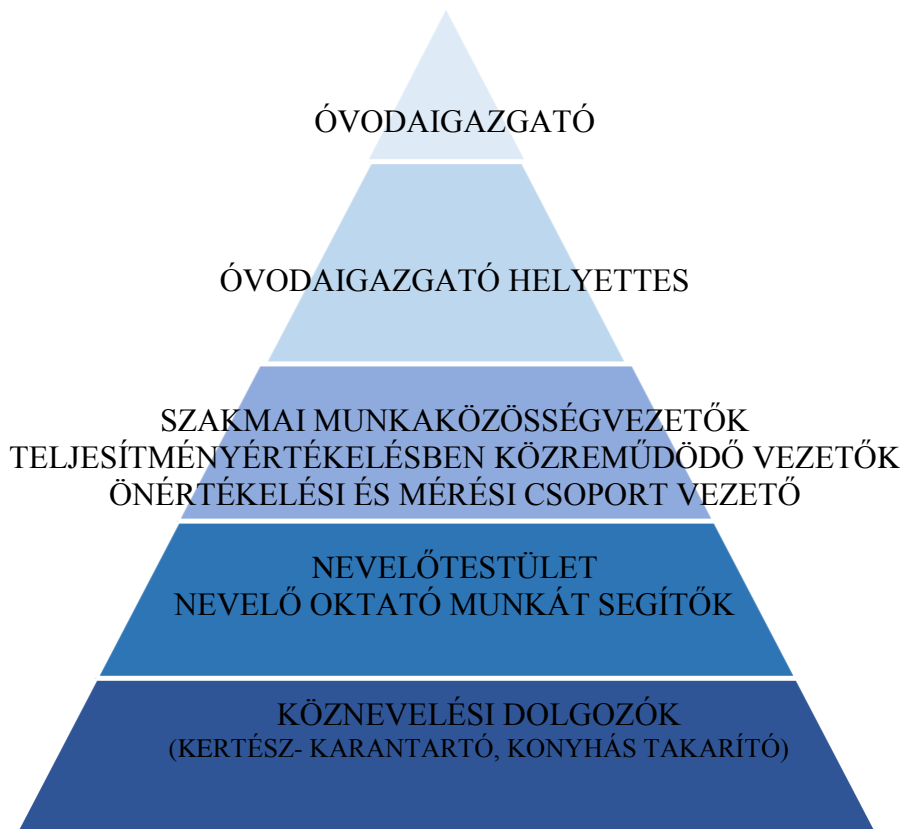 ÓVODAIGAZGATÓ
ÓVODAIGAZGATÓ HELYETTES
SZAKMAI MUNKAKÖZÖSSÉGVEZETŐK
TELJESÍTMÉNYÉRTÉKELÉSBEN KÖZREMŰDÖDŐ VEZETŐK
ÖNÉRTÉKELÉSI ÉS MÉRÉSI CSOPORT VEZETŐ
NEVELŐTESTÜLET
NEVELŐ OKTATÓ MUNKÁT SEGÍTŐK
KÖZNEVELÉSI DOLGOZÓK
(KERTÉSZ- KARANTARTÓ, KONYHÁS TAKARÍTÓ)